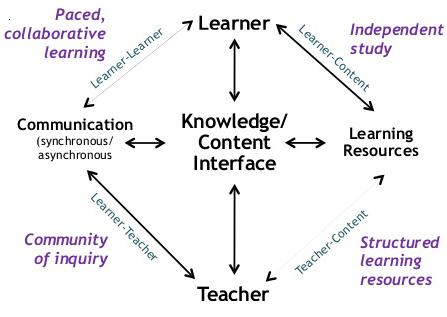 Paced,
collaborative
learning
Learner
Independent
study
Learner-Learner
Learner-Content
Communication
(synchronous/
asynchronous
Knowledge/
Content
Interface
Learning
Resources
Learner-Teacher
Teacher-Content
Community
of inquiry
Structured
learning
resources
Teacher